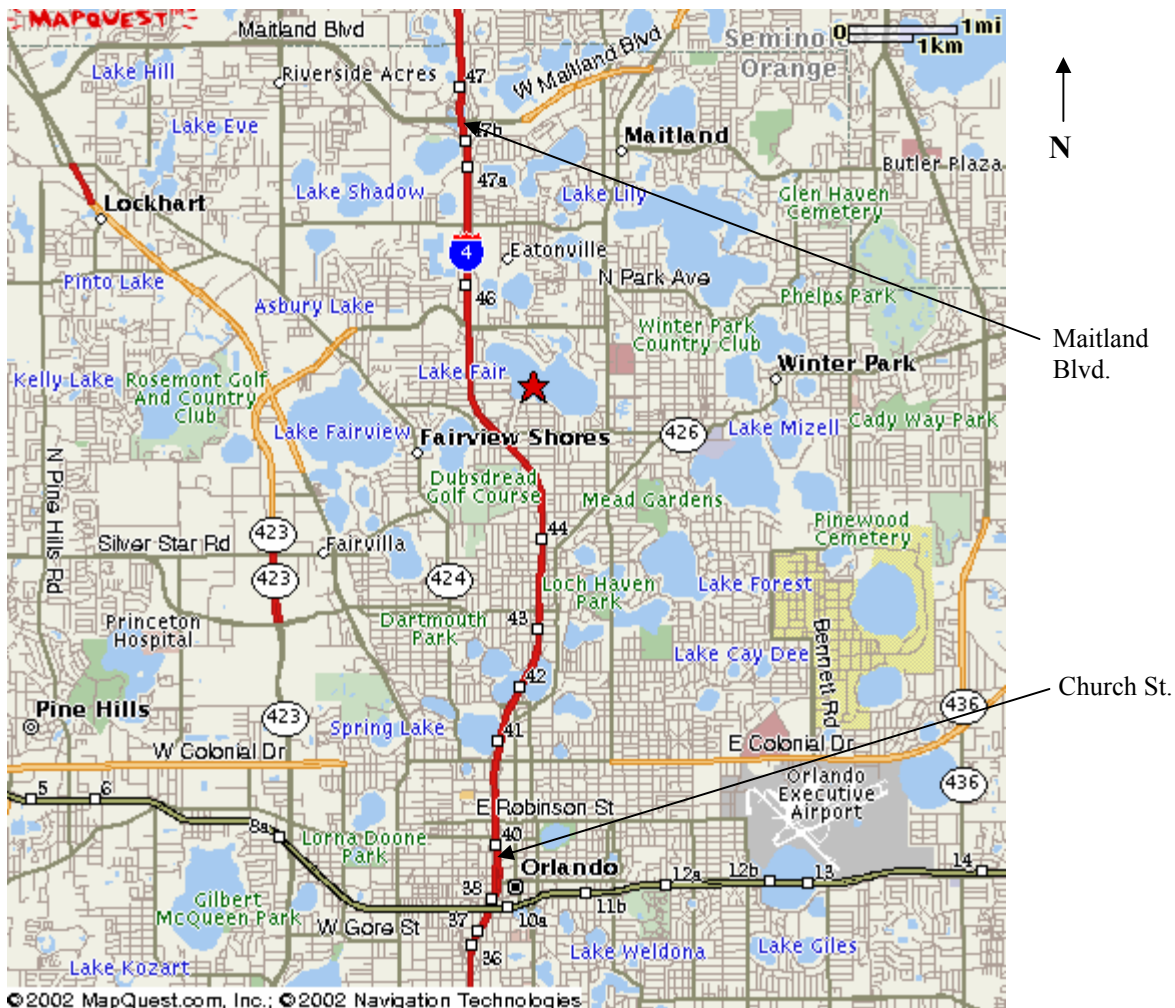 MAPQUEST
Maitland Blvd
0 1mi
1km
Seminole
Orange
Lake Hill
Riverside Acres
47
W Maitland Blvd
N
Lake Eve
47b
Maitland
Butler Plaza
47a
Lake Shadow
Lake Lily
Glen Haven
Cemetery
Lockhart
4
Eatonville
N Park Ave
Pinto Lake
Asbury Lake
46
Phelps Park
Winter Park
Country Club
Maitland
Blvd.
Winter Park
Kelly Lake
Rosemont Golf
And Country
Club
Lake Fair
Cady Way Park
Lake Fairview
Fairview Shores
426
Lake Mizell
N Pine Hills Rd
Dubsdread
Golf Course
Mead Gardens
Pinewood
Cemetery
423
44
Silver Star Rd
Fairvilla
423
424
Loch Haven
Park
Lake Forest
Princeton
Hospital
Dartmouth
Park
43
Bennett Rd
Lake Cay Dee
42
Church St.
Pine Hills
423
Spring Lake
41
436
W Colonial Dr
E Colonial Dr
5
6
Orlando
Executive
Airport
436
E Robinson St
8a
Lorna Doone
Park
40
Orlando
12a
12b
13
14
Gilbert
McQueen Park
38
37
10a
11b
W Gore St
36
Lake Weldona
Lake Giles
Lake Kozart
©2002 MapQuest.com, Inc.; ©2002 Navigation Technologies